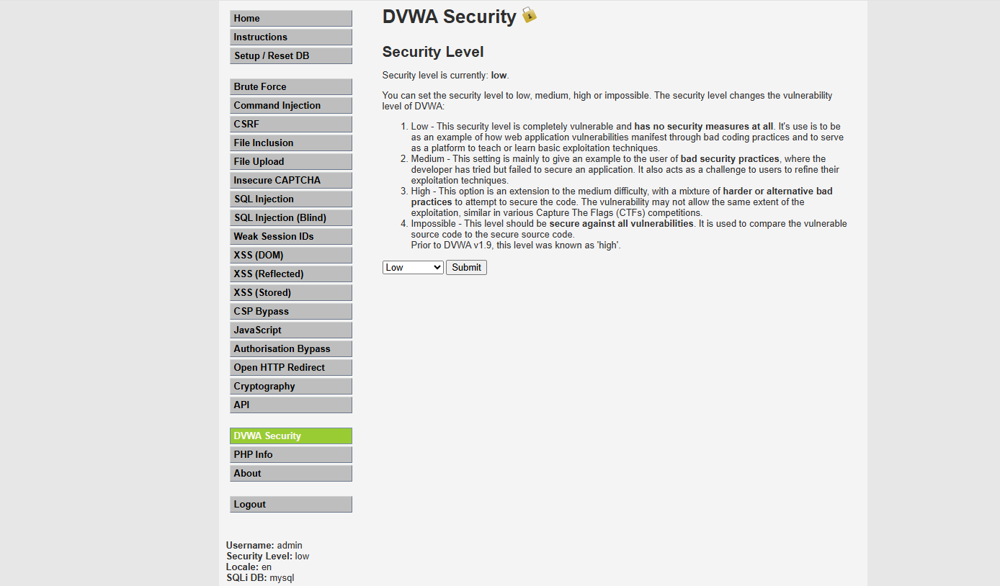 Home
Instructions
Setup / Reset DB
Brute Force
Command Injection
CSRF
File Inclusion
File Upload
Insecure CAPTCHA
SQL Injection
SQL Injection (Blind)
Weak Session IDs
XSS (DOM)
XSS (Reflected)
XSS (Stored)
CSP Bypass
JavaScript
Authorisation Bypass
Open HTTP Redirect
Cryptography
API
DVWA Security
PHP Info
About
Logout
Username: admin
Security Level: low
Locale: en
SQLi DB: mysql
DVWA Security
Security Level
Security level is currently: low.
You can set the security level to low, medium, high or impossible. The security level changes the vulnerability
level of DVWA:
1. Low - This security level is completely vulnerable and has no security measures at all. It's use is to be
as an example of how web application vulnerabilities manifest through bad coding practices and to serve
as a platform to teach or learn basic exploitation techniques.
2. Medium - This setting is mainly to give an example to the user of bad security practices, where the
developer has tried but failed to secure an application. It also acts as a challenge to users to refine their
exploitation techniques.
3. High - This option is an extension to the medium difficulty, with a mixture of harder or alternative bad
practices to attempt to secure the code. The vulnerability may not allow the same extent of the
exploitation, similar in various Capture The Flags (CTFs) competitions.
4. Impossible - This level should be secure against all vulnerabilities. It is used to compare the vulnerable
source code to the secure source code.
Prior to DVWA v1.9, this level was known as 'high'.
Low
Submit